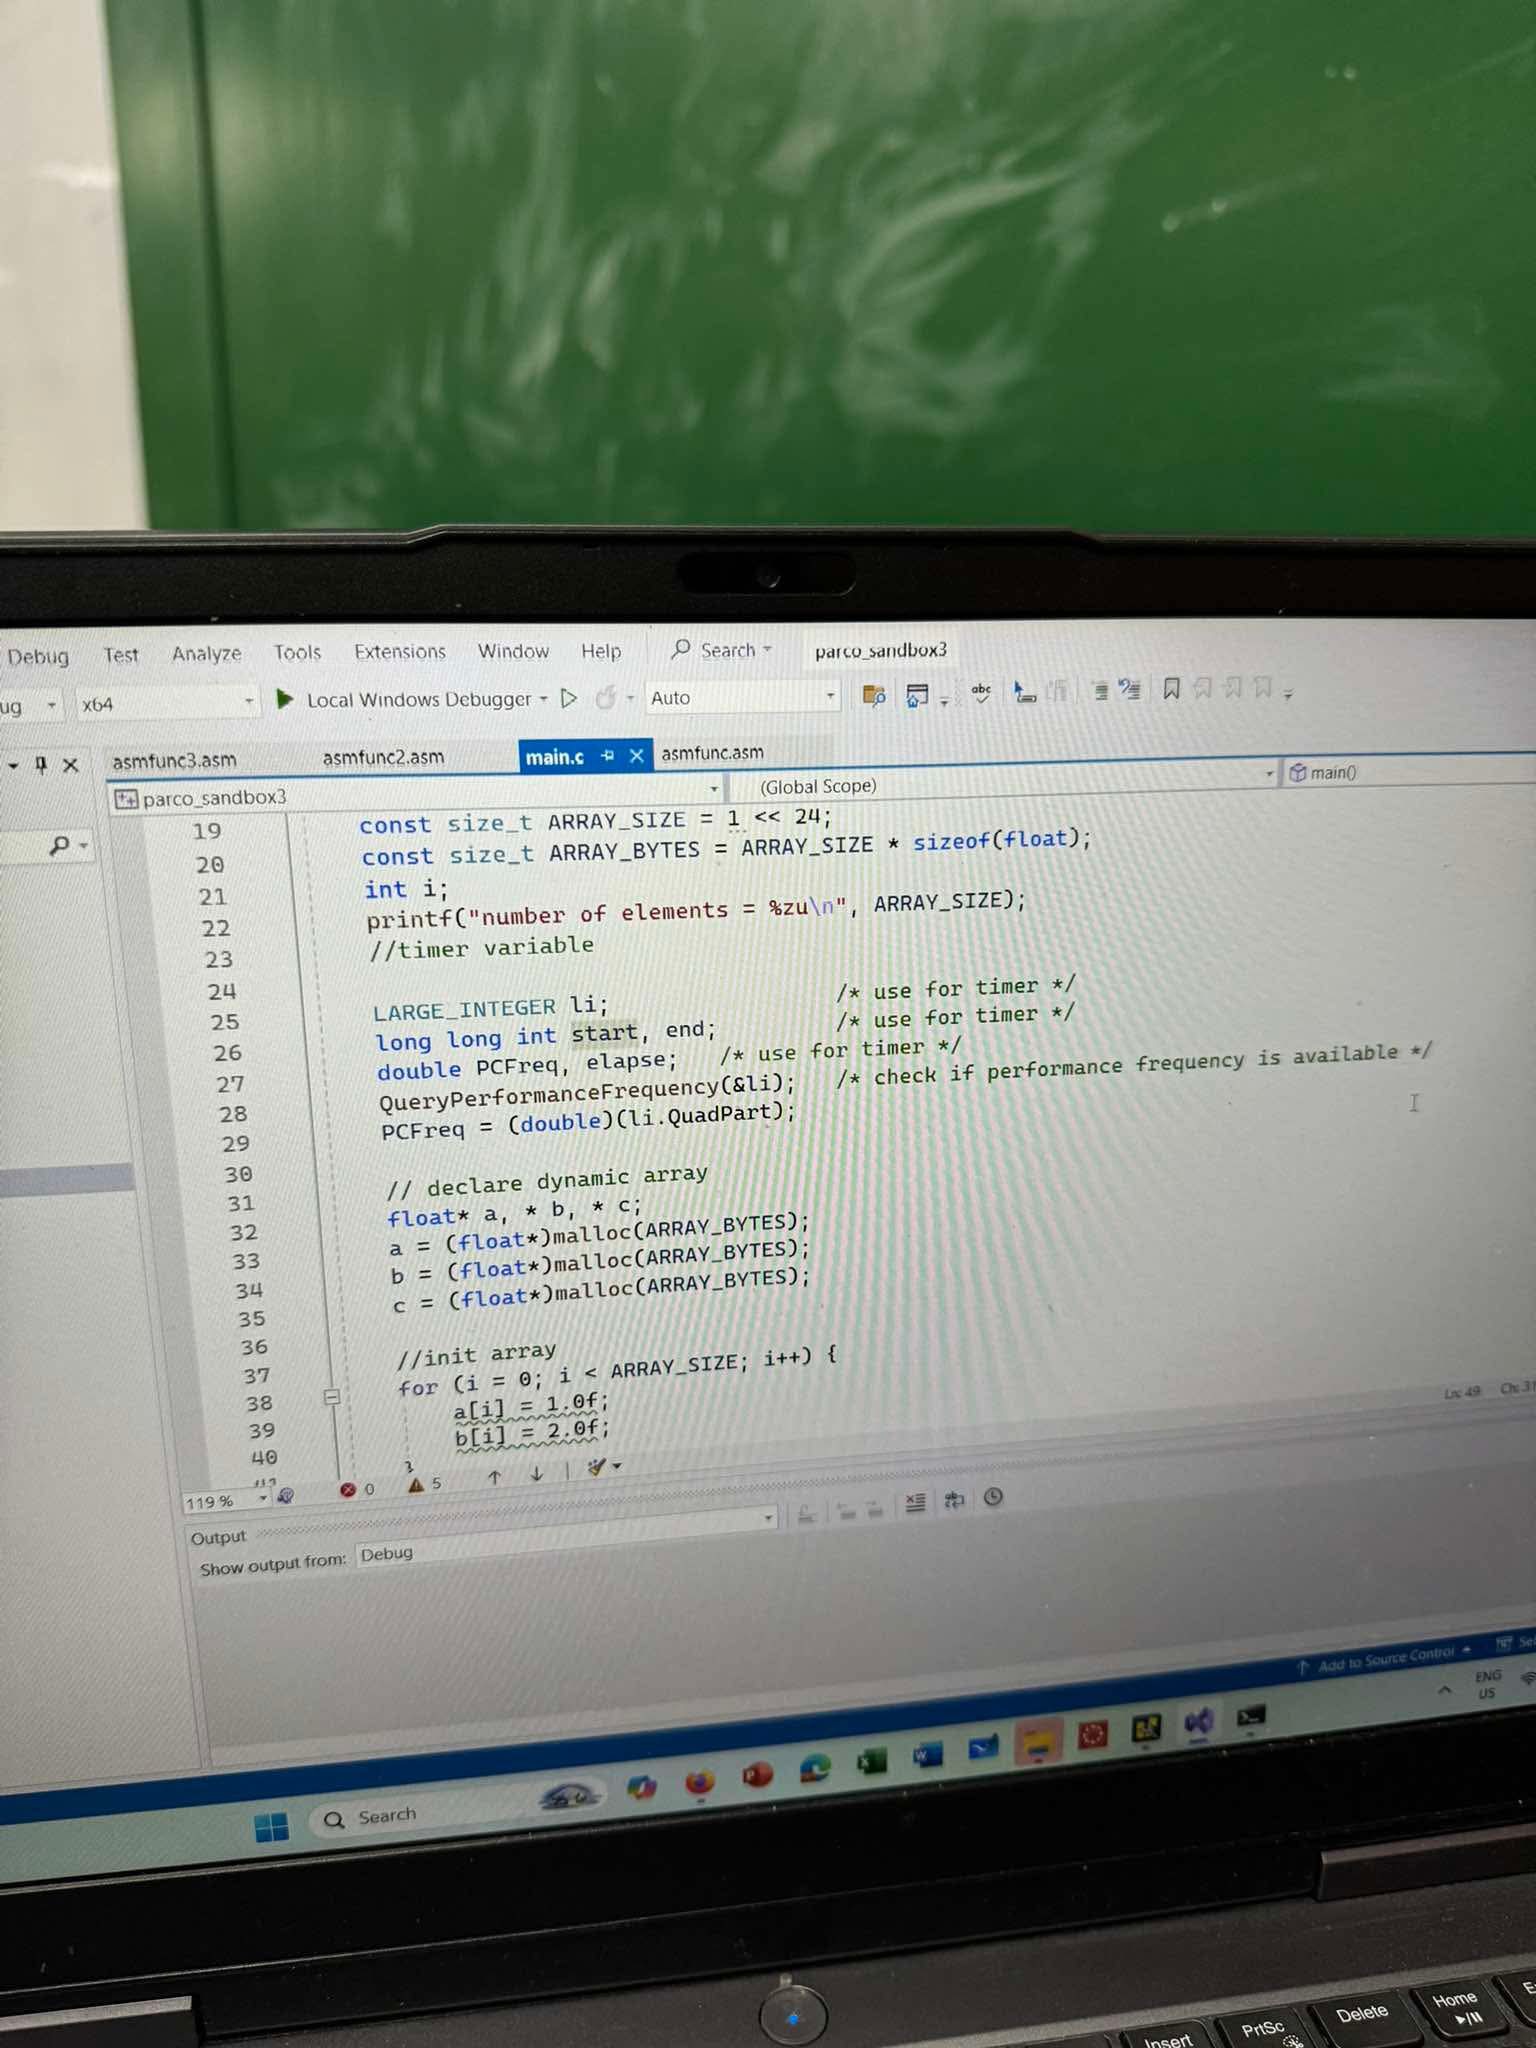 Debug Test Analyze Tools Extensions Window Help Search parco_sandbox3
ug x64 Local Windows Debugger Auto abc
asmfunc3.asm asmfunc2.asm main.c asmfunc.asm
parco_sandbox3 (Global Scope) main()
19 const size_t ARRAY_SIZE = 1 << 24;
20 const size_t ARRAY_BYTES = ARRAY_SIZE * sizeof(float);
21 int i;
22 printf("number of elements = %zu\n", ARRAY_SIZE);
23 //timer variable
24
25 LARGE_INTEGER li; /* use for timer */
26 long long int start, end; /* use for timer */
27 double PCFreq, elapse; /* use for timer */
28 QueryPerformanceFrequency(&li); /* check if performance frequency is available */
29 PCFreq = (double)(li.QuadPart);
30
31 // declare dynamic array
32 float* a, * b, * c;
33 a = (float*)malloc(ARRAY_BYTES);
34 b = (float*)malloc(ARRAY_BYTES);
35 c = (float*)malloc(ARRAY_BYTES);
36
37 //init array
38 for (i = 0; i < ARRAY_SIZE; i++) {
39 a[i] = 1.0f;
40 b[i] = 2.0f;
}
119 % 0 5 Ln: 49
Output
Show output from: Debug
Add to Source Control
ENG
US
Search
Insert PrtSc Delete Home